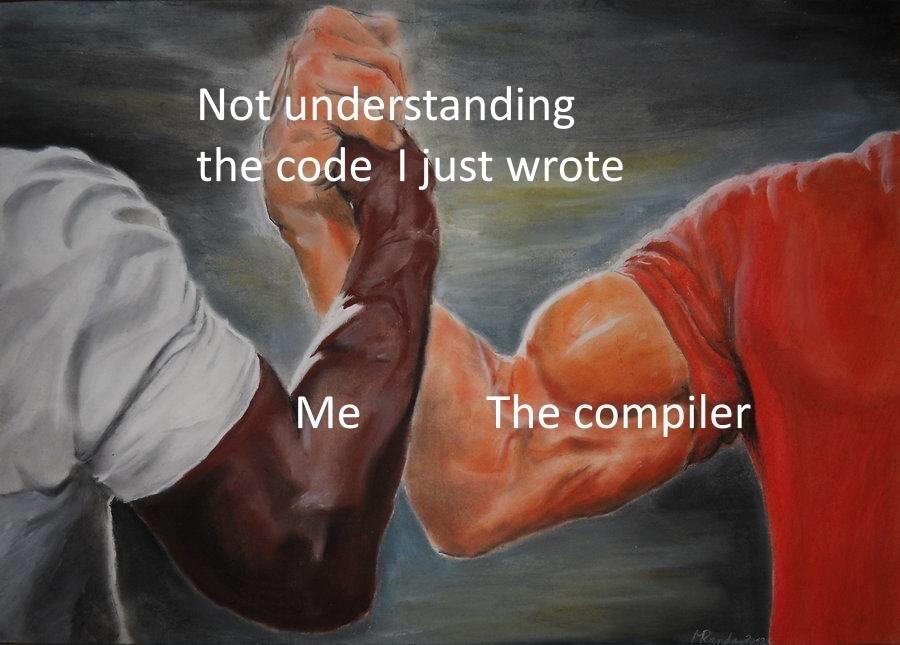 Not understanding
the code  I just wrote
Me
The compiler